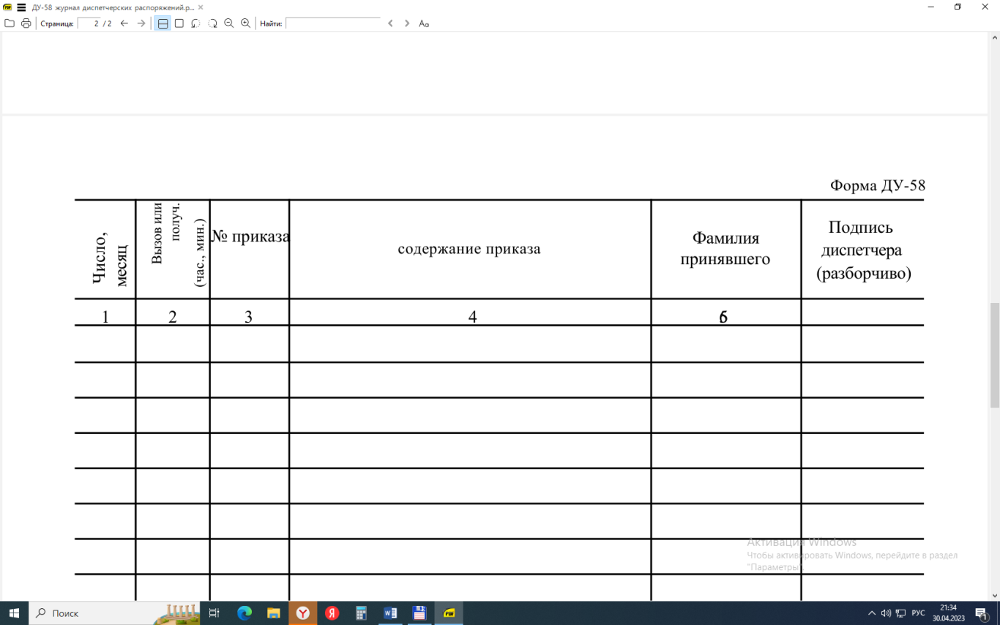 ДУ-58 журнал диспетчерских распоряжений.p...
Страница: 2 / 2 Найти: Aa
Форма ДУ-58
Число,
месяц
Вызов или
получ.
(час., мин.)
№ приказа
содержание приказа
Фамилия
принявшего
Подпись
диспетчера
(разборчиво)
1 2 3 4
Активация Windows
Чтобы активировать Windows, перейдите в раздел
"Параметры".
Поиск
РУС
21:34
30.04.2023
1